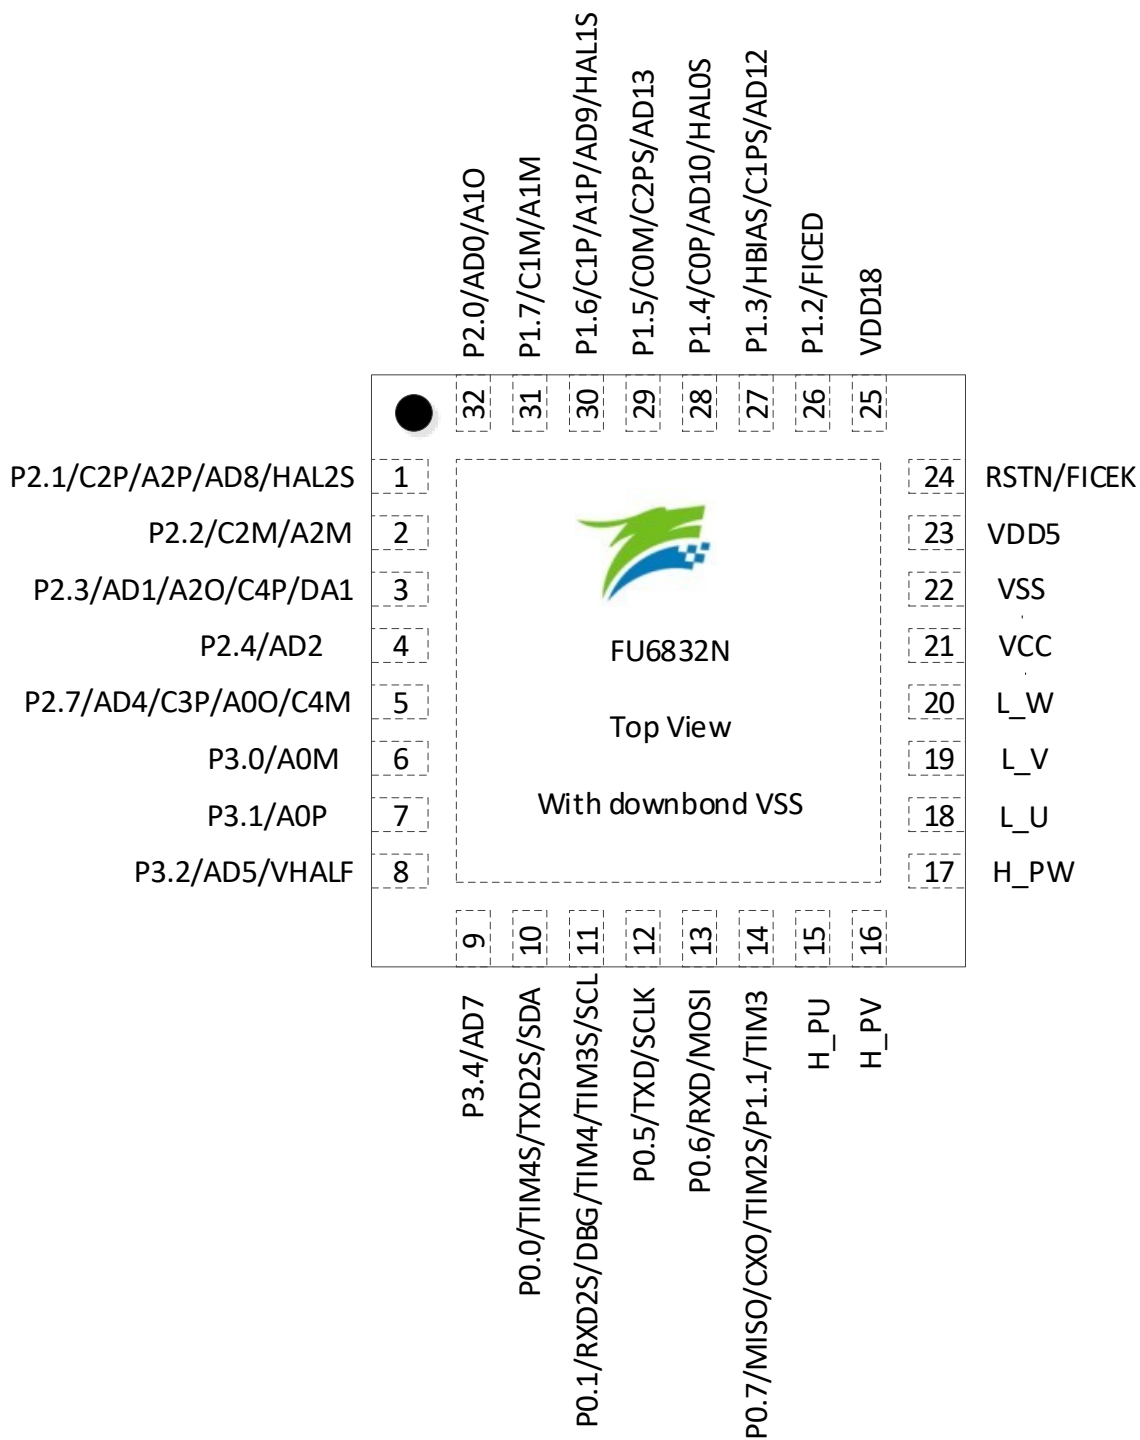 P2.0/AD0/A1O
P1.7/C1M/A1M
P1.6/C1P/A1P/AD9/HAL1S
P1.5/C0M/C2PS/AD13
P1.4/C0P/AD10/HAL0S
P1.3/HBIAS/C1PS/AD12
P1.2/FICED
VDD18
32
31
30
29
28
27
26
25
P2.1/C2P/A2P/AD8/HAL2S 1
P2.2/C2M/A2M 2
P2.3/AD1/A2O/C4P/DA1 3
P2.4/AD2 4
P2.7/AD4/C3P/A0O/C4M 5
P3.0/A0M 6
P3.1/A0P 7
P3.2/AD5/VHALF 8
FU6832N
Top View
With downbond VSS
24 RSTN/FICEK
23 VDD5
22 VSS
21 VCC
20 L_W
19 L_V
18 L_U
17 H_PW
9
10
11
12
13
14
15
16
P3.4/AD7
P0.0/TIM4S/TXD2S/SDA
P0.1/RXD2S/DBG/TIM4/TIM3S/SCL
P0.5/TXD/SCLK
P0.6/RXD/MOSI
P0.7/MISO/CXO/TIM2S/P1.1/TIM3
H_PU
H_PV